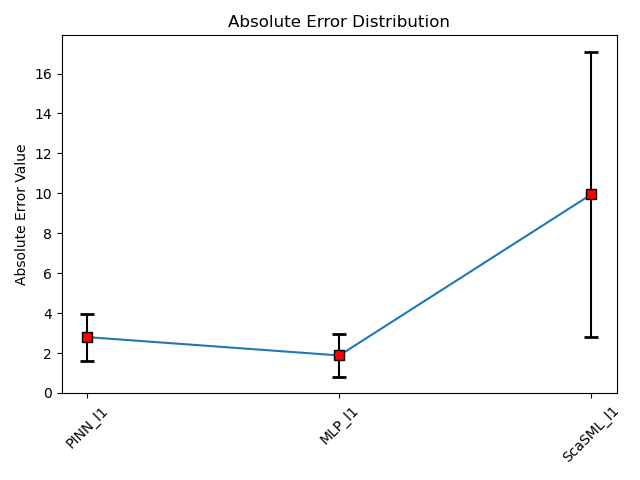 Absolute Error Distribution
Absolute Error Value
16
14
12
10
8
6
4
2
0
PINN_l1
MLP_l1
ScaSML_l1